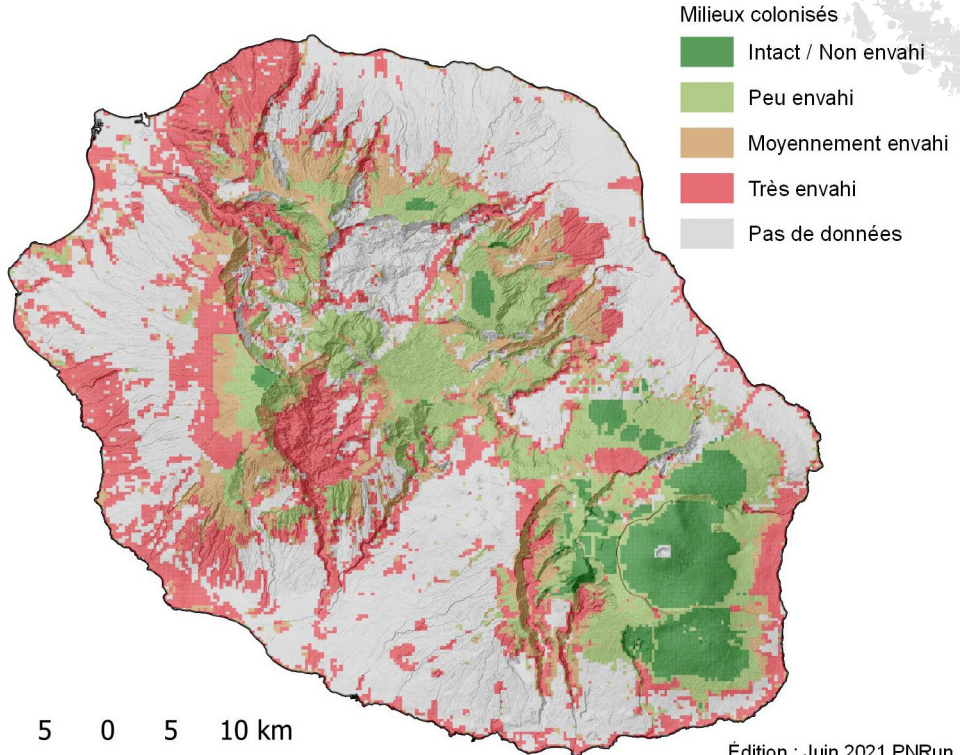 Milieux colonisés
Intact / Non envahi
Peu envahi
Moyennement envahi
Très envahi
Pas de données
5 0 5 10 km
Édition : Juin 2021 PNRun